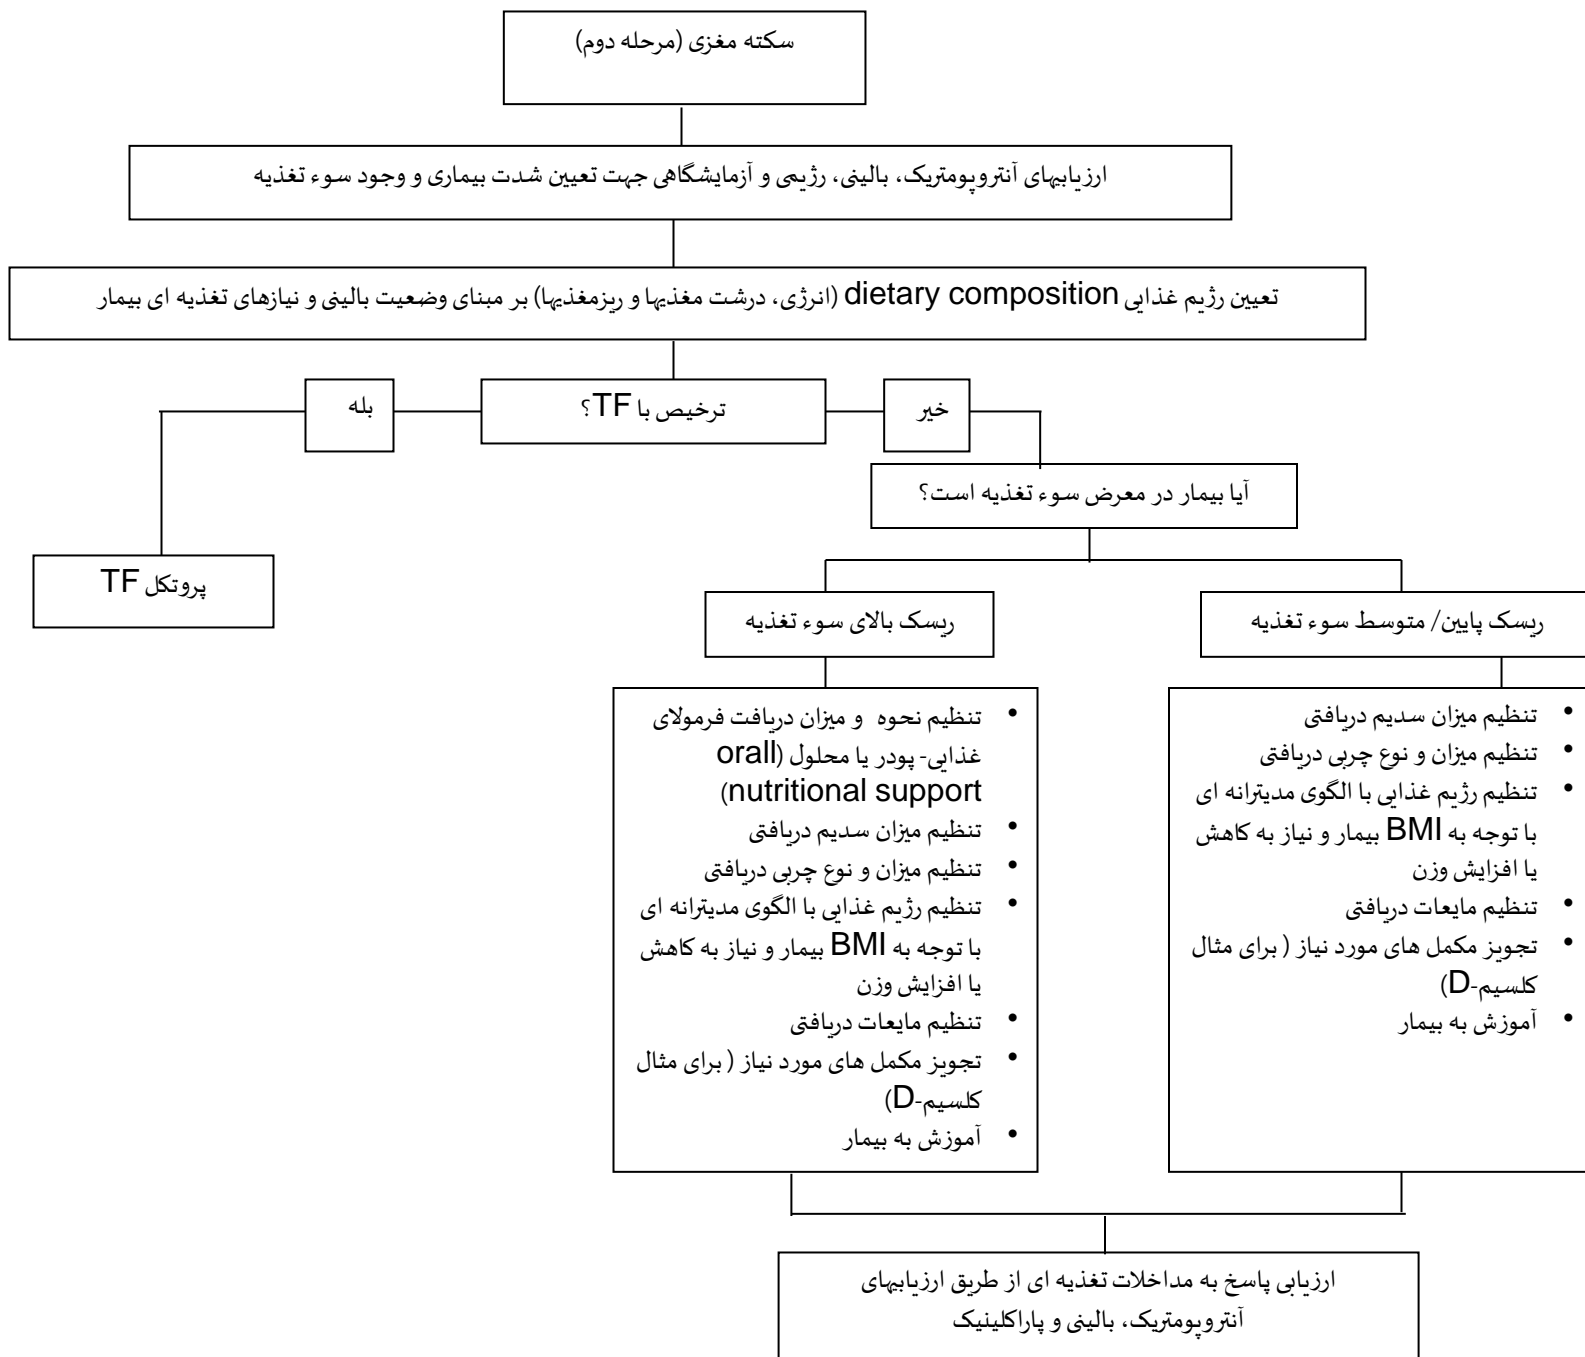 سکته مغزی (مرحله دوم)
ارزیابیهای آنتروپومتریک، بالینی، رژیمی و آزمایشگاهی جهت تعیین شدت بیماری و وجود سوء تغذیه
تعیین رژیم غذایی dietary composition (انرژی، درشت مغذیها و ریزمغذیها) بر مبنای وضعیت بالینی و نیازهای تغذیه ای بیمار
خیر
ترخیص با TF؟
بله
آیا بیمار در معرض سوء تغذیه است؟
پروتکل TF
ریسک پایین/ متوسط سوء تغذیه
ریسک بالای سوء تغذیه
• تنظیم میزان سدیم دریافتی
• تنظیم میزان و نوع چربی دریافتی
• تنظیم رژیم غذایی با الگوی مدیترانه ای
با توجه به BMI بیمار و نیاز به کاهش
یا افزایش وزن
• تنظیم مایعات دریافتی
• تجویز مکمل های مورد نیاز ( برای مثال
کلسیم-D)
• آموزش به بیمار
• تنظیم نحوه و میزان دریافت فرمولای
غذایی- پودر یا محلول (orall
nutritional support)
• تنظیم میزان سدیم دریافتی
• تنظیم میزان و نوع چربی دریافتی
• تنظیم رژیم غذایی با الگوی مدیترانه ای
با توجه به BMI بیمار و نیاز به کاهش
یا افزایش وزن
• تنظیم مایعات دریافتی
• تجویز مکمل های مورد نیاز ( برای مثال
کلسیم-D)
• آموزش به بیمار
ارزیابی پاسخ به مداخلات تغذیه ای از طریق ارزیابیهای
آنتروپومتریک، بالینی و پاراکلینیک